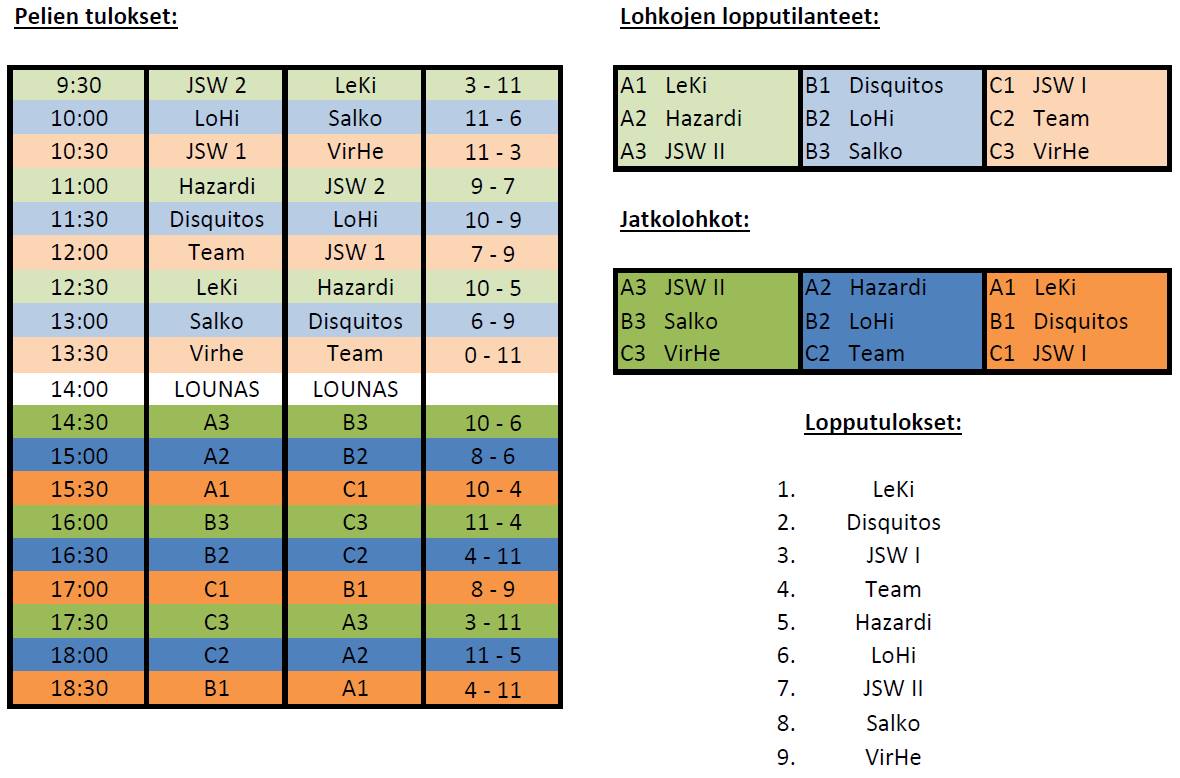 Pelien tulokset:
9:30 JSW 2 LeKi 3 - 11
10:00 LoHi Salko 11 - 6
10:30 JSW 1 VirHe 11 - 3
11:00 Hazardi JSW 2 9 - 7
11:30 Disquitos LoHi 10 - 9
12:00 Team JSW 1 7 - 9
12:30 LeKi Hazardi 10 - 5
13:00 Salko Disquitos 6 - 9
13:30 Virhe Team 0 - 11
14:00 LOUNAS LOUNAS
14:30 A3 B3 10 - 6
15:00 A2 B2 8 - 6
15:30 A1 C1 10 - 4
16:00 B3 C3 11 - 4
16:30 B2 C2 4 - 11
17:00 C1 B1 8 - 9
17:30 C3 A3 3 - 11
18:00 C2 A2 11 - 5
18:30 B1 A1 4 - 11
Lohkojen lopputilanteet:
A1 LeKi B1 Disquitos C1 JSW I
A2 Hazardi B2 LoHi C2 Team
A3 JSW II B3 Salko C3 VirHe
Jatkolohkot:
A3 JSW II A2 Hazardi A1 LeKi
B3 Salko B2 LoHi B1 Disquitos
C3 VirHe C2 Team C1 JSW I
Lopputulokset:
1. LeKi
2. Disquitos
3. JSW I
4. Team
5. Hazardi
6. LoHi
7. JSW II
8. Salko
9. VirHe